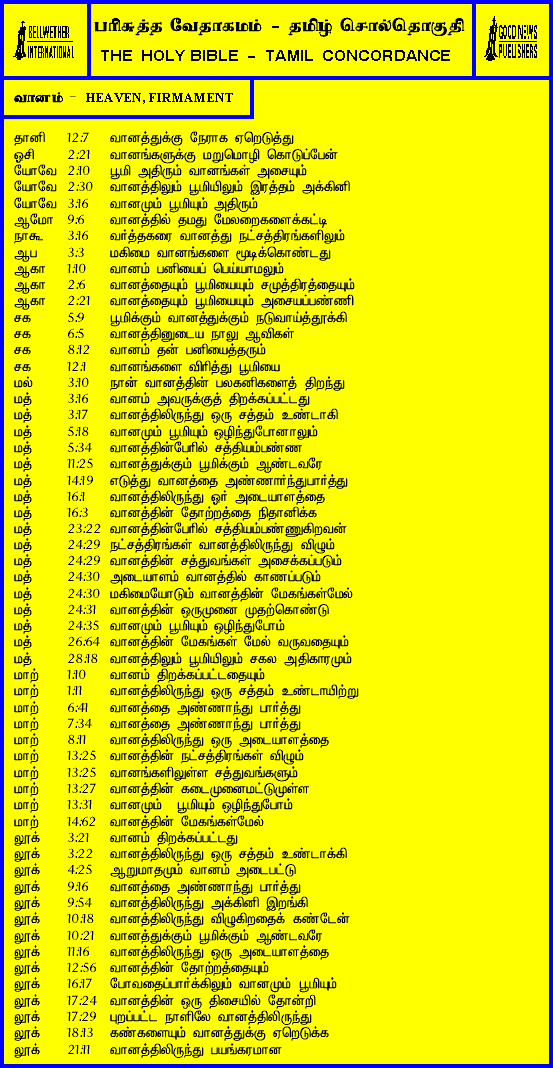 BELLWETHER
INTERNATIONAL
பரிசுத்த வேதாகமம் - தமிழ் சொல்தொகுதி
THE HOLY BIBLE - TAMIL CONCORDANCE
GOOD NEWS
PUBLISHERS
வானம் - HEAVEN, FIRMAMENT
தானி 12:7 வானத்துக்கு நேராக ஏறெடுத்து
ஓசி 2:21 வானங்களுக்கு மறுமொழி கொடுப்பேன்
யோவே 2:10 பூமி அதிரும் வானங்கள் அசையும்
யோவே 2:30 வானத்திலும் பூமியிலும் இரத்தம் அக்கினி
யோவே 3:16 வானமும் பூமியும் அதிரும்
ஆமோ 9:6 வானத்தில் தமது மேலறைகளைக்கட்டி
நாகூ 3:16 வர்த்தகரை வானத்து நட்சத்திரங்களிலும்
ஆப 3:3 மகிமை வானங்களை மூடிக்கொண்டது
ஆகா 1:10 வானம் பனியைப் பெய்யாமலும்
ஆகா 2:6 வானத்தையும் பூமியையும் சமுத்திரத்தையும்
ஆகா 2:21 வானத்தையும் பூமியையும் அசையப்பண்ணி
சக 5:9 பூமிக்கும் வானத்துக்கும் நடுவாய்த்தூக்கி
சக 6:5 வானத்தினுடைய நாலு ஆவிகள்
சக 8:12 வானம் தன் பனியைத்தரும்
சக 12:1 வானங்களை விரித்து பூமியை
மல் 3:10 நான் வானத்தின் பலகனிகளைத் திறந்து
மத் 3:16 வானம் அவருக்குத் திறக்கப்பட்டது
மத் 3:17 வானத்திலிருந்து ஒரு சத்தம் உண்டாகி
மத் 5:18 வானமும் பூமியும் ஒழிந்துபோனாலும்
மத் 5:34 வானத்தின்பேரில் சத்தியம்பண்ண
மத் 11:25 வானத்துக்கும் பூமிக்கும் ஆண்டவரே
மத் 14:19 எடுத்து வானத்தை அண்ணார்ந்துபார்த்து
மத் 16:1 வானத்திலிருந்து ஓர் அடையாளத்தை
மத் 16:3 வானத்தின் தோற்றத்தை நிதானிக்க
மத் 23:22 வானத்தின்பேரில் சத்தியம்பண்ணுகிறவன்
மத் 24:29 நட்சத்திரங்கள் வானத்திலிருந்து விழும்
மத் 24:29 வானத்தின் சத்துவங்கள் அசைக்கப்படும்
மத் 24:30 அடையாளம் வானத்தில் காணப்படும்
மத் 24:30 மகிமையோடும் வானத்தின் மேகங்கள்மேல்
மத் 24:31 வானத்தின் ஒருமுனை முதற்கொண்டு
மத் 24:35 வானமும் பூமியும் ஒழிந்துபோம்
மத் 26:64 வானத்தின் மேகங்கள் மேல் வருவதையும்
மத் 28:18 வானத்திலும் பூமியிலும் சகல அதிகாரமும்
மாற் 1:10 வானம் திறக்கப்பட்டதையும்
மாற் 1:11 வானத்திலிருந்து ஒரு சத்தம் உண்டாயிற்று
மாற் 6:41 வானத்தை அண்ணாந்து பார்த்து
மாற் 7:34 வானத்தை அண்ணாந்து பார்த்து
மாற் 8:11 வானத்திலிருந்து ஒரு அடையாளத்தை
மாற் 13:25 வானத்தின் நட்சத்திரங்கள் விழும்
மாற் 13:25 வானங்களிலுள்ள சத்துவங்களும்
மாற் 13:27 வானத்தின் கடைமுனைமட்டுமுள்ள
மாற் 13:31 வானமும் பூமியும் ஒழிந்துபோம்
மாற் 14:62 வானத்தின் மேகங்கள்மேல்
லூக் 3:21 வானம் திறக்கப்பட்டது
லூக் 3:22 வானத்திலிருந்து ஒரு சத்தம் உண்டாக்கி
லூக் 4:25 ஆறுமாதமும் வானம் அடைபட்டு
லூக் 9:16 வானத்தை அண்ணாந்து பார்த்து
லூக் 9:54 வானத்திலிருந்து அக்கினி இறங்கி
லூக் 10:18 வானத்திலிருந்து விழுகிறதைக் கண்டேன்
லூக் 10:21 வானத்துக்கும் பூமிக்கும் ஆண்டவரே
லூக் 11:16 வானத்திலிருந்து ஒரு அடையாளத்தை
லூக் 12:56 வானத்தின் தோற்றத்தையும்
லூக் 16:17 போவதைப்பார்க்கிலும் வானமும் பூமியும்
லூக் 17:24 வானத்தின் ஒரு திசையில் தோன்றி
லூக் 17:29 புறப்பட்ட நாளிலே வானத்திலிருந்து
லூக் 18:13 கண்களையும் வானத்துக்கு ஏறெடுக்க
லூக் 21:11 வானத்திலிருந்து பயங்கரமான